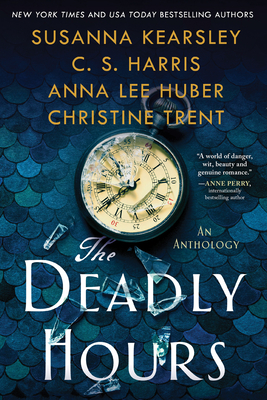 NEW YORK TIMES AND USA TODAY BESTSELLING AUTHORS
SUSANNA KEARSLEY
C. S. HARRIS
ANNA LEE HUBER
CHRISTINE TRENT
"A world of danger,
wit, beauty and
genuine romance."
—ANNE PERRY,
internationally
bestselling author
AN
ANTHOLOGY
The
DEADLY
HOURS